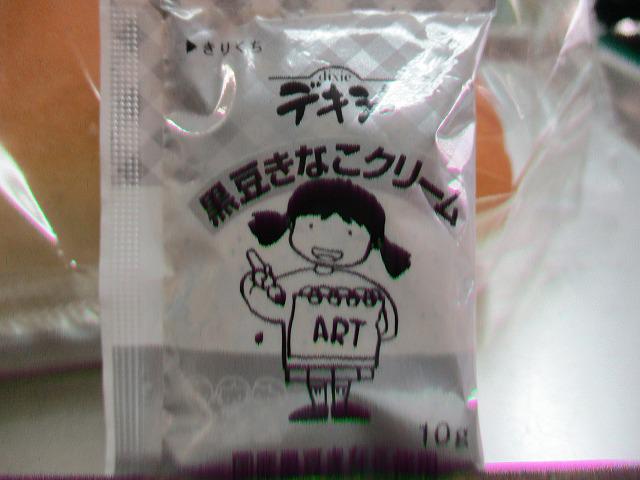 ▶きりくち
dixie
デキシー
黒豆きなこクリーム
ART
10g